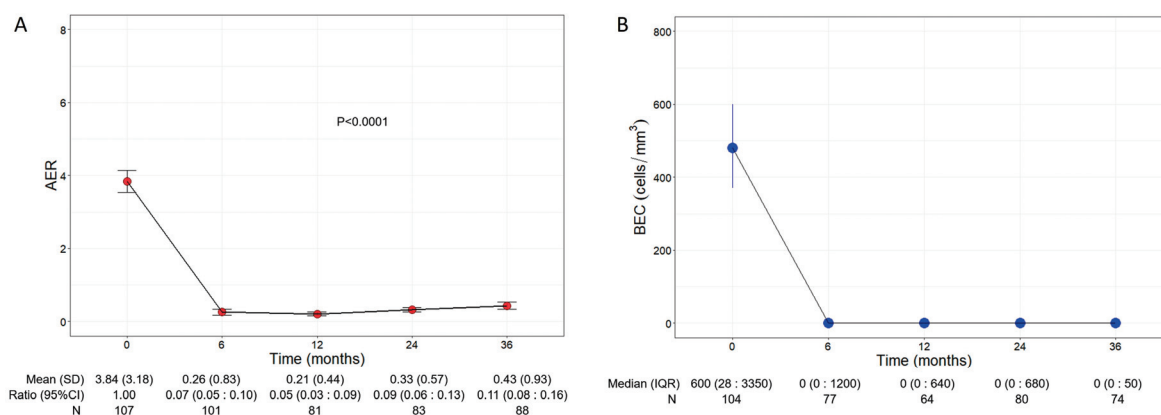 A
8
6
4
2
0
AER
P<0.0001
0 6 12 24 36
Time (months)
Mean (SD) 3.84 (3.18) 0.26 (0.83) 0.21 (0.44) 0.33 (0.57) 0.43 (0.93)
Ratio (95%CI) 1.00 0.07 (0.05 : 0.10) 0.05 (0.03 : 0.09) 0.09 (0.06 : 0.13) 0.11 (0.08 : 0.16)
N 107 101 81 83 88
B
800
600
400
200
0
BEC (cells/mm³)
0 6 12 24 36
Time (months)
Median (IQR) 600 (28 : 3350) 0 (0 : 1200) 0 (0 : 640) 0 (0 : 680) 0 (0 : 50)
N 104 77 64 80 74